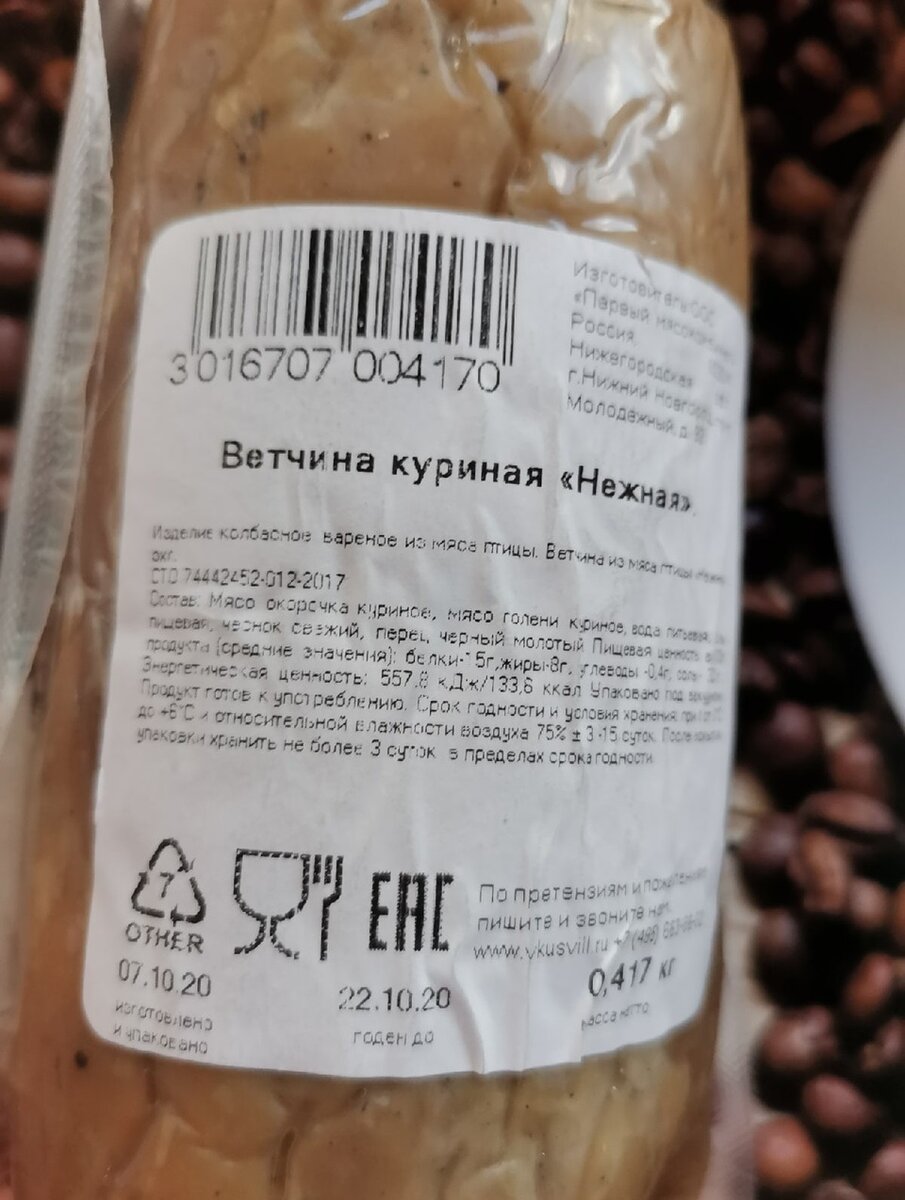 3 016707 004170
Изготовитель:ООО
«Первый
Россия,
Нижегородская
г.Нижний
Молодежный, д.
Ветчина куриная «Нежная».
Изделие колбасное вареное из мяса птицы. Ветчина из мяса птицы
охл.
СТО 74442452-012-2017
Состав: Мясо окорочка куриное, мясо голени куриное, вода питьевая,
пищевая, чеснок свежий, перец черный молотый Пищевая ценность
продукта (средние значения): белки-15г,жиры-8г, углеводы -0,4г, соль-
Энергетическая ценность: 557,8 кДж/133,6 ккал Упаковано под
Продукт готов к употреблению. Срок годности и условия хранения при
до +6°С и относительной влажности воздуха 75% ± 3 -15 суток. После
упаковки хранить не более 3 суток в пределах срока годности.
7
OTHER
EAC
По претензиям и
пишите и звоните нам.
www.vkusvill.ru
07.10.20
изготовлено
и упаковано
22.10.20
годен до
0,417 кг
масса нетто